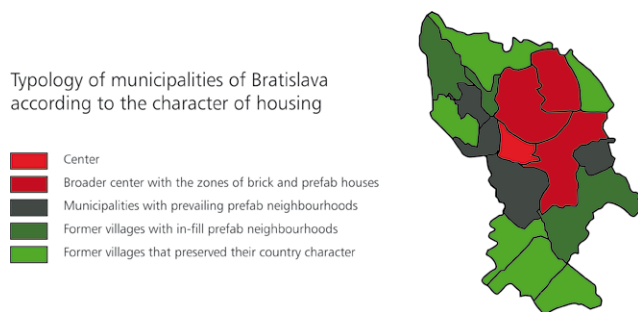 Typology of municipalities of Bratislava
according to the character of housing
Center
Broader center with the zones of brick and prefab houses
Municipalities with prevailing prefab neighbourhoods
Former villages with in-fill prefab neighbourhoods
Former villages that preserved their country character